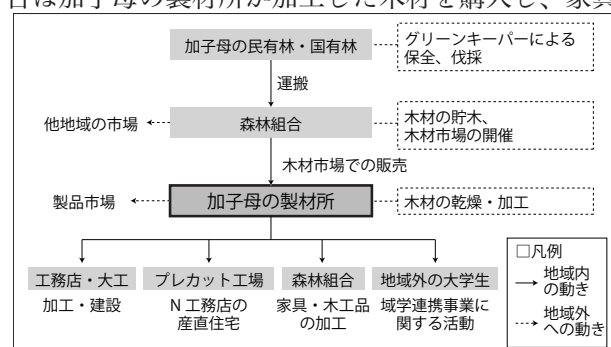 合は加子母の製材所が加工した木材を購入し、家具
加子母の民有林・国有林
グリーンキーパーによる
保全、伐採
運搬
他地域の市場
森林組合
木材の貯木、
木材市場の開催
木材市場での販売
製品市場
加子母の製材所
木材の乾燥・加工
工務店・大工
プレカット工場
森林組合
地域外の大学生
加工・建設
N 工務店の
産直住宅
家具・木工品
の加工
域学連携事業に
関する活動
□凡例
地域内
の動き
地域外
への動き